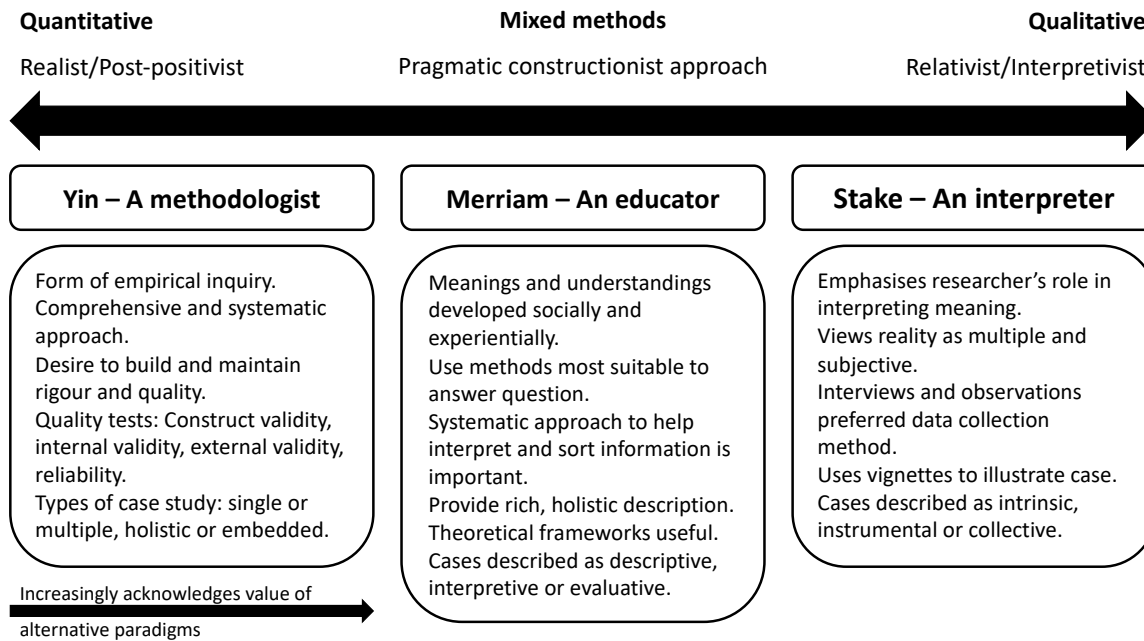 Quantitative
Mixed methods
Qualitative
Realist/Post-positivist
Pragmatic constructionist approach
Relativist/Interpretivist
Yin – A methodologist
Merriam – An educator
Stake – An interpreter
Form of empirical inquiry.
Comprehensive and systematic
approach.
Desire to build and maintain
rigour and quality.
Quality tests: Construct validity,
internal validity, external validity,
reliability.
Types of case study: single or
multiple, holistic or embedded.
Meanings and understandings
developed socially and
experientially.
Use methods most suitable to
answer question.
Systematic approach to help
interpret and sort information is
important.
Provide rich, holistic description.
Theoretical frameworks useful.
Cases described as descriptive,
interpretive or evaluative.
Emphasises researcher’s role in
interpreting meaning.
Views reality as multiple and
subjective.
Interviews and observations
preferred data collection
method.
Uses vignettes to illustrate case.
Cases described as intrinsic,
instrumental or collective.
Increasingly acknowledges value of
alternative paradigms